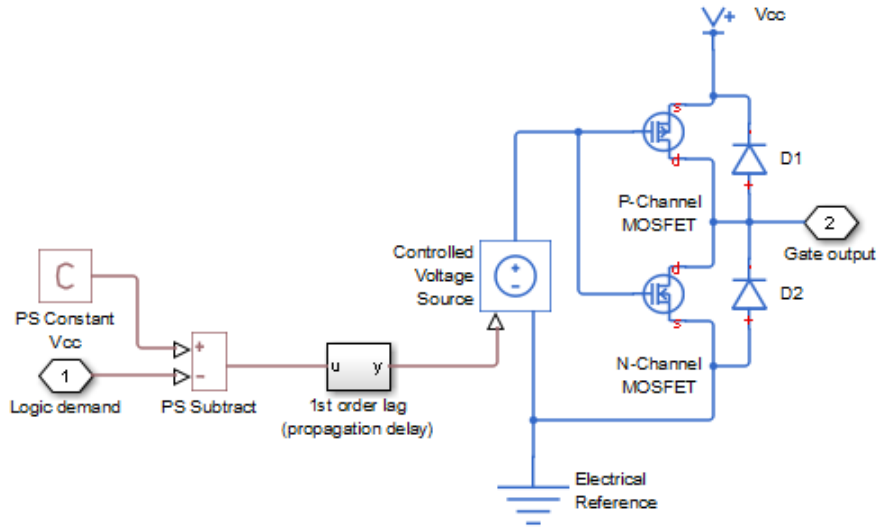 Vcc
s
d
D1
P-Channel
MOSFET
2
Gate output
Controlled
Voltage
Source
d
s
D2
N-Channel
MOSFET
C
PS Constant
Vcc
1
Logic demand
PS Subtract
u y
1st order lag
(propagation delay)
Electrical
Reference